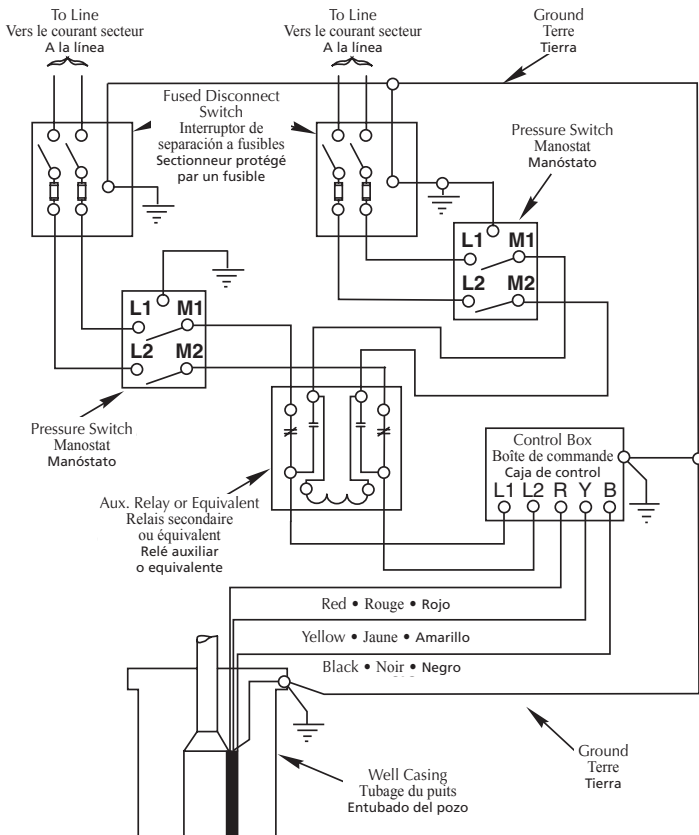 To Line
Vers le courant secteur
A la línea
To Line
Vers le courant secteur
A la línea
Ground
Terre
Tierra
Fused Disconnect
Switch
Interruptor de
separación a fusibles
Sectionneur protégé
par un fusible
Pressure Switch
Manostat
Manóstato
L1 M1
L2 M2
L1 M1
L2 M2
Pressure Switch
Manostat
Manóstato
Control Box
Boîte de commande
Caja de control
L1 L2 R Y B
Aux. Relay or Equivalent
Relais secondaire
ou équivalent
Relé auxiliar
o equivalente
Red • Rouge • Rojo
Yellow • Jaune • Amarillo
Black • Noir • Negro
Ground
Terre
Tierra
Well Casing
Tubage du puits
Entubado del pozo